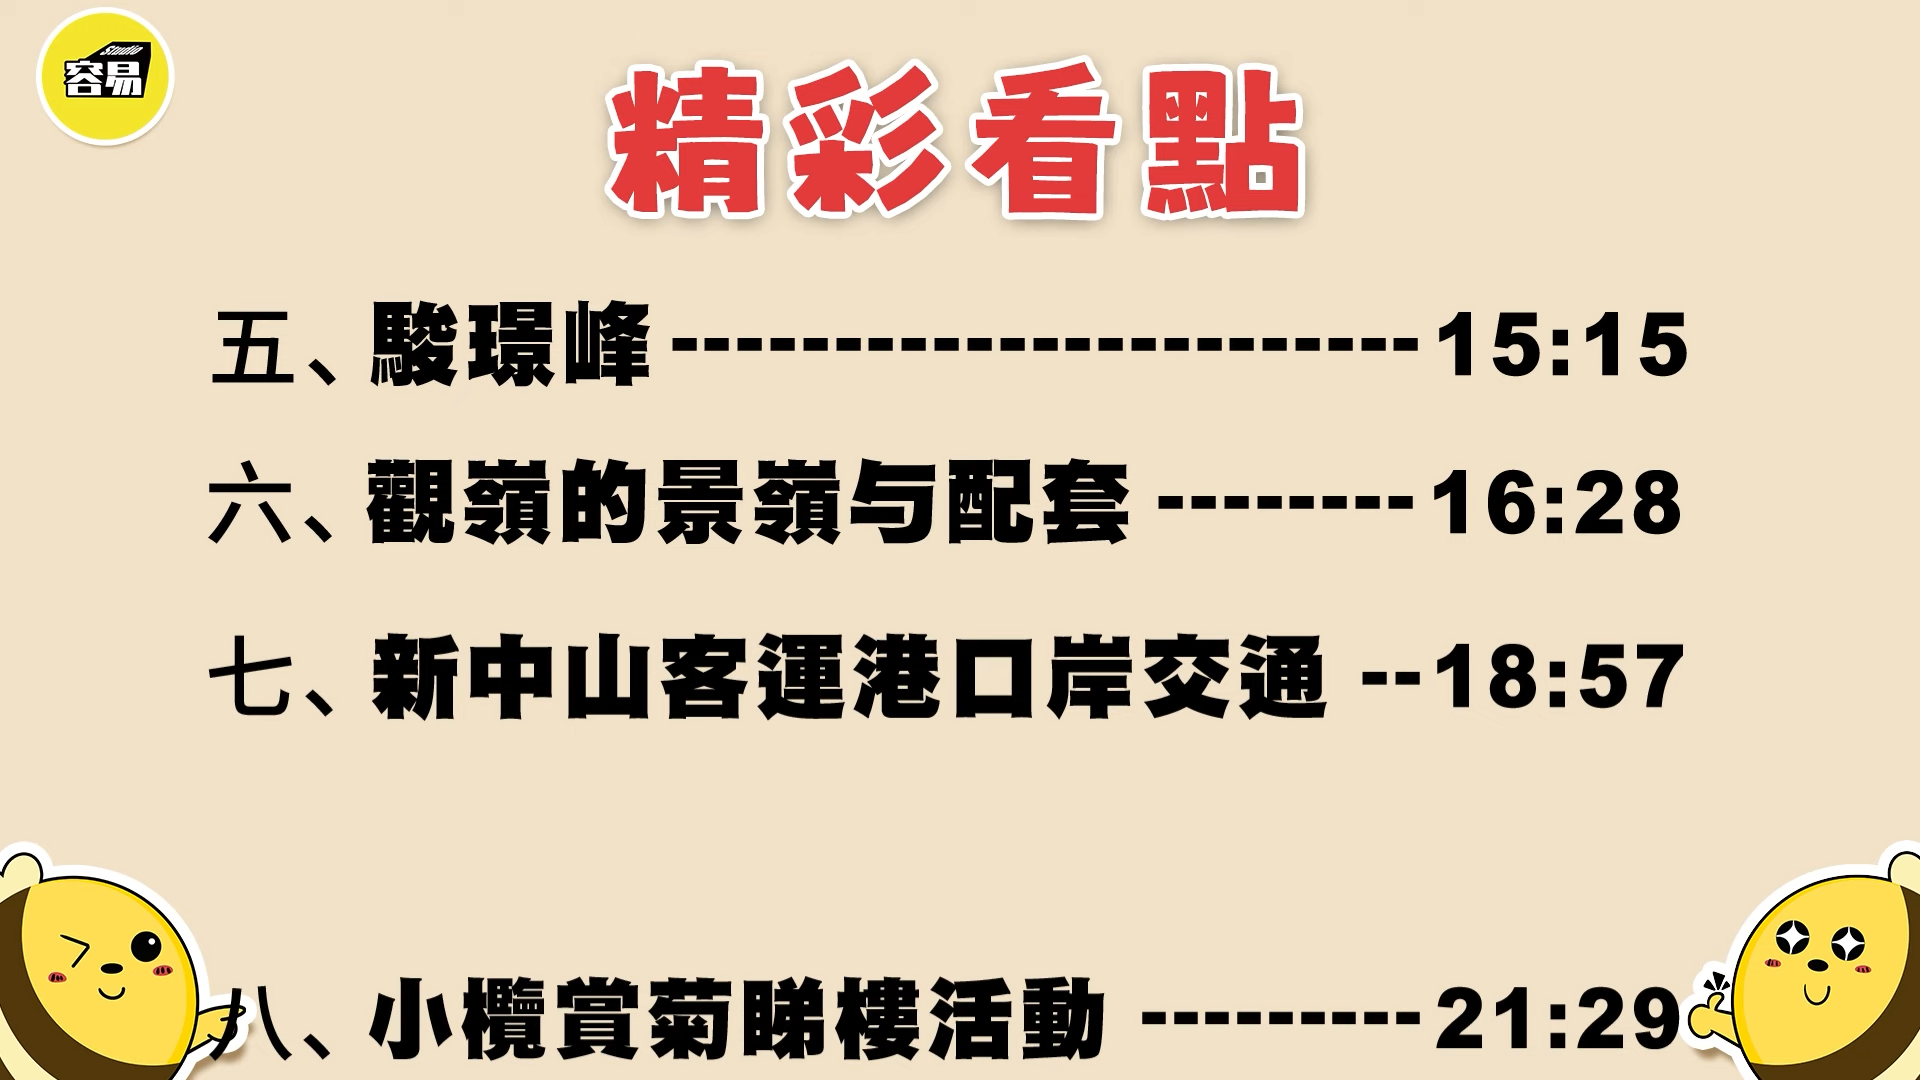 Studio
容易
精彩看點
五、駿璟峰-----------------------15:15
六、觀嶺的景嶺与配套--------16:28
七、新中山客運港口岸交通--18:57
八、小欖賞菊睇樓活動---------21:29